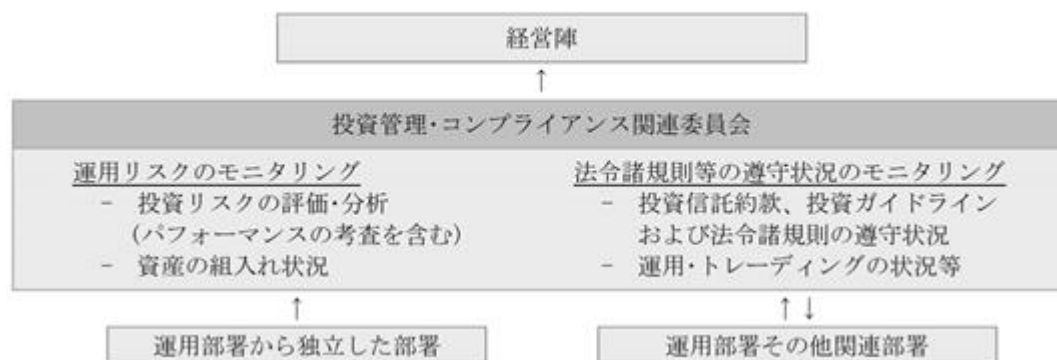 経営陣
↑
投資管理・コンプライアンス関連委員会
運用リスクのモニタリング
- 投資リスクの評価・分析
(パフォーマンスの考査を含む)
- 資産の組入れ状況
法令諸規則等の遵守状況のモニタリング
- 投資信託約款、投資ガイドライン
および法令諸規則の遵守状況
- 運用・トレーディングの状況等
↑
↑↓
運用部署から独立した部署
運用部署その他関連部署